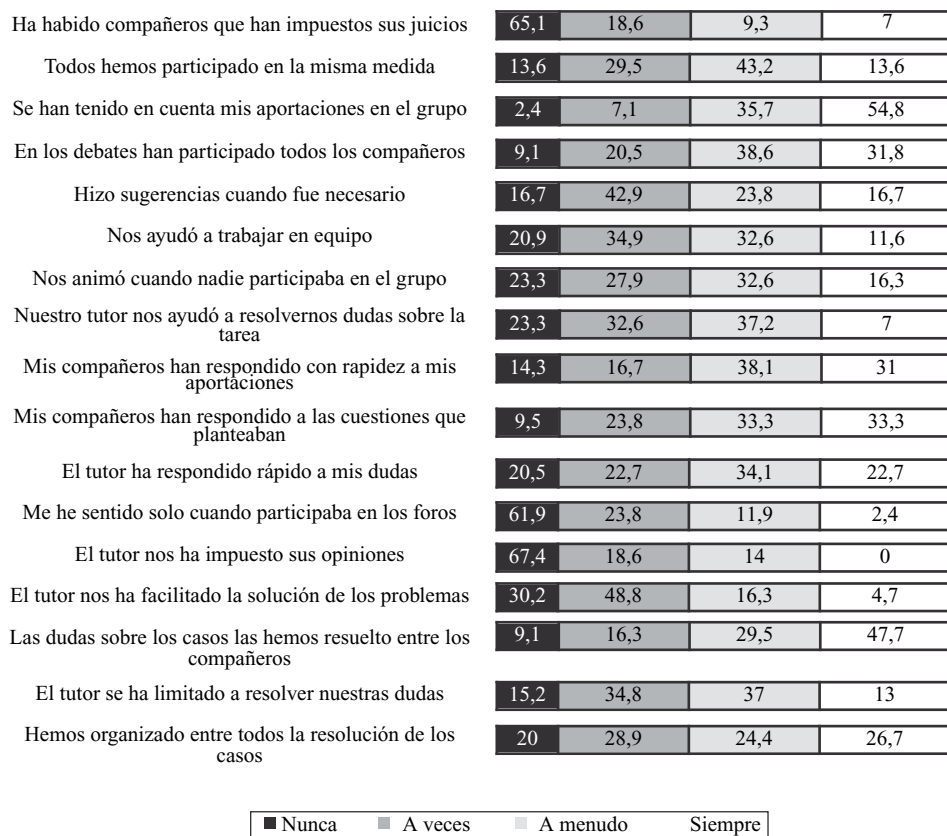 Ha habido compañeros que han impuestos sus juicios 65,1 18,6 9,3 7
Todos hemos participado en la misma medida 13,6 29,5 43,2 13,6
Se han tenido en cuenta mis aportaciones en el grupo 2,4 7,1 35,7 54,8
En los debates han participado todos los compañeros 9,1 20,5 38,6 31,8
Hizo sugerencias cuando fue necesario 16,7 42,9 23,8 16,7
Nos ayudó a trabajar en equipo 20,9 34,9 32,6 11,6
Nos animó cuando nadie participaba en el grupo 23,3 27,9 32,6 16,3
Nuestro tutor nos ayudó a resolvernos dudas sobre la
tarea 23,3 32,6 37,2 7
Mis compañeros han respondido con rapidez a mis
aportaciones 14,3 16,7 38,1 31
Mis compañeros han respondido a las cuestiones que
planteaban 9,5 23,8 33,3 33,3
El tutor ha respondido rápido a mis dudas 20,5 22,7 34,1 22,7
Me he sentido solo cuando participaba en los foros 61,9 23,8 11,9 2,4
El tutor nos ha impuesto sus opiniones 67,4 18,6 14 0
El tutor nos ha facilitado la solución de los problemas 30,2 48,8 16,3 4,7
Las dudas sobre los casos las hemos resuelto entre los
compañeros 9,1 16,3 29,5 47,7
El tutor se ha limitado a resolver nuestras dudas 15,2 34,8 37 13
Hemos organizado entre todos la resolución de los
casos 20 28,9 24,4 26,7
Nunca A veces A menudo Siempre